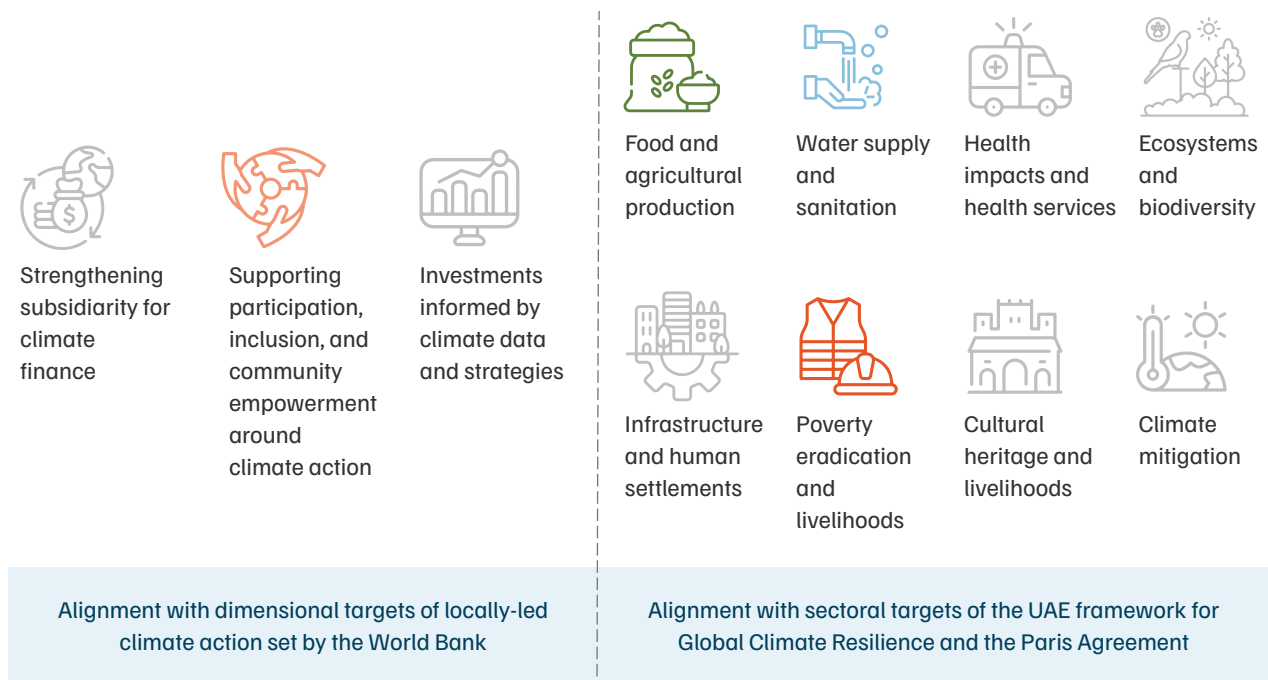 Strengthening
subsidiarity for
climate
finance
Supporting
participation,
inclusion, and
community
empowerment
around
climate action
Investments
informed by
climate data
and strategies
Food and
agricultural
production
Water supply
and
sanitation
Health
impacts and
health services
Ecosystems
and
biodiversity
Infrastructure
and human
settlements
Poverty
eradication
and
livelihoods
Cultural
heritage and
livelihoods
Climate
mitigation
Alignment with dimensional targets of locally-led
climate action set by the World Bank
Alignment with sectoral targets of the UAE framework for
Global Climate Resilience and the Paris Agreement